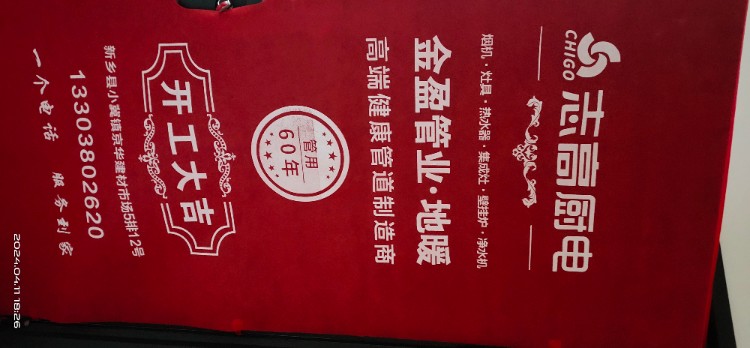 CHIGO
志高厨电
烟机·灶具·热水器·集成灶·壁挂炉·净水机
金盈管业·地暖
高端健康管道制造商
管用
60年
开工大吉
新乡县小冀镇京华建材市场5排12号
13303802620
一个电话 服务到家
2024.04.11 18:26